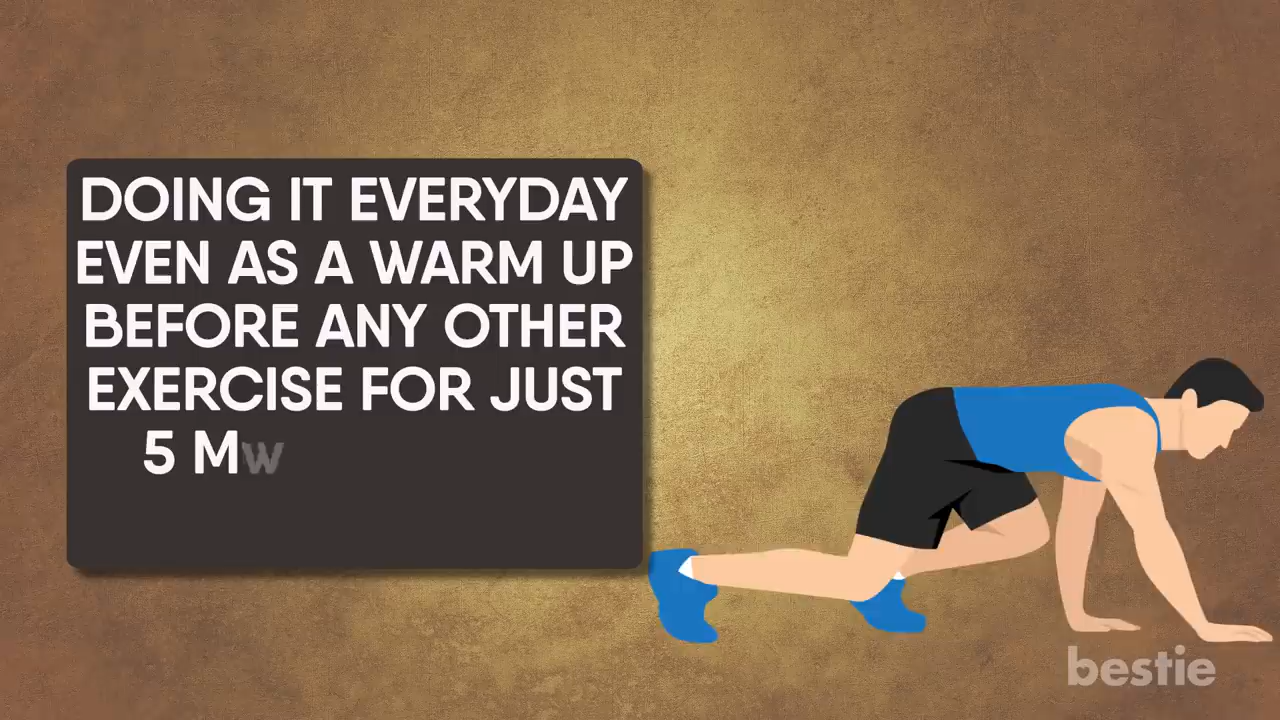 DOING IT EVERYDAY
EVEN AS A WARM UP
BEFORE ANY OTHER
EXERCISE FOR JUST
5 M
bestie